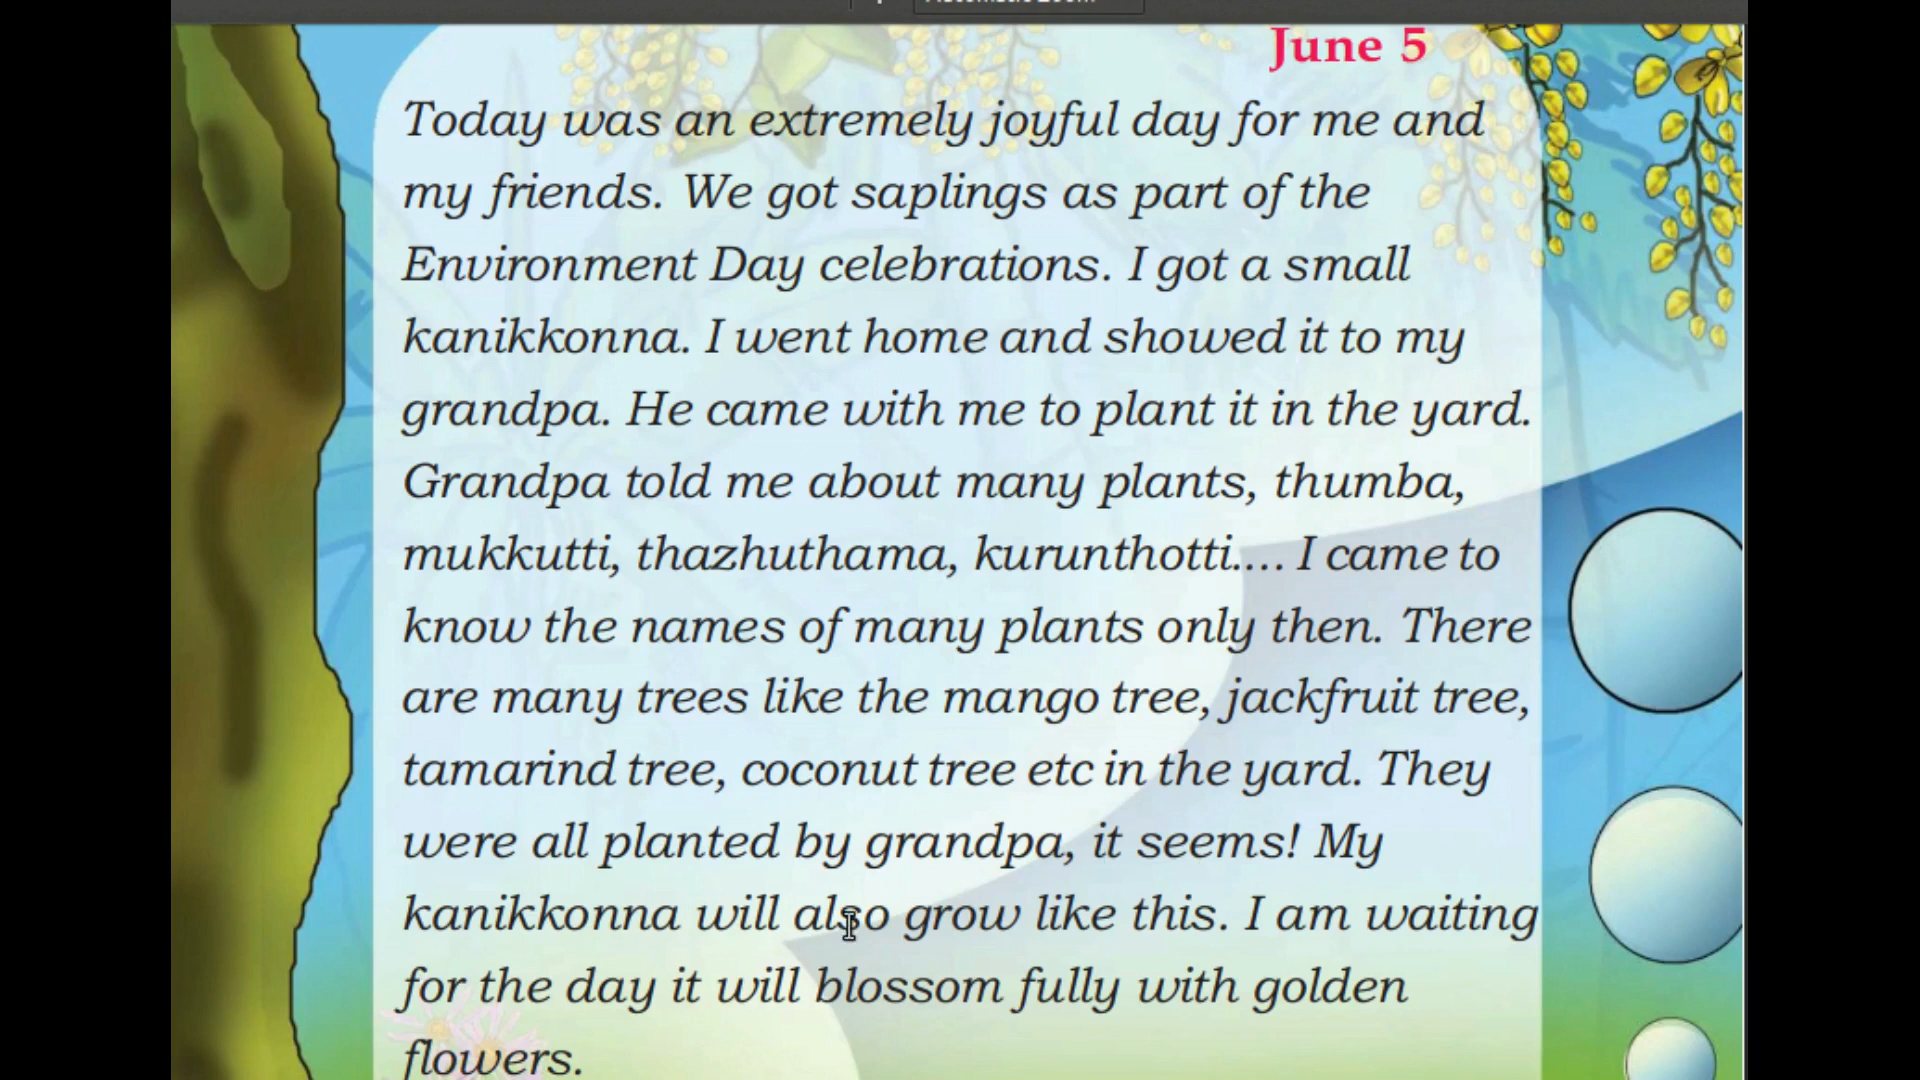 June 5
Today was an extremely joyful day for me and
my friends. We got saplings as part of the
Environment Day celebrations. I got a small
kanikkonna. I went home and showed it to my
grandpa. He came with me to plant it in the yard.
Grandpa told me about many plants, thumba,
mukkutti, thazhuthama, kurunthotti.... I came to
know the names of many plants only then. There
are many trees like the mango tree, jackfruit tree,
tamarind tree, coconut tree etc in the yard. They
were all planted by grandpa, it seems! My
kanikkonna will also grow like this. I am waiting
for the day it will blossom fully with golden
flowers.